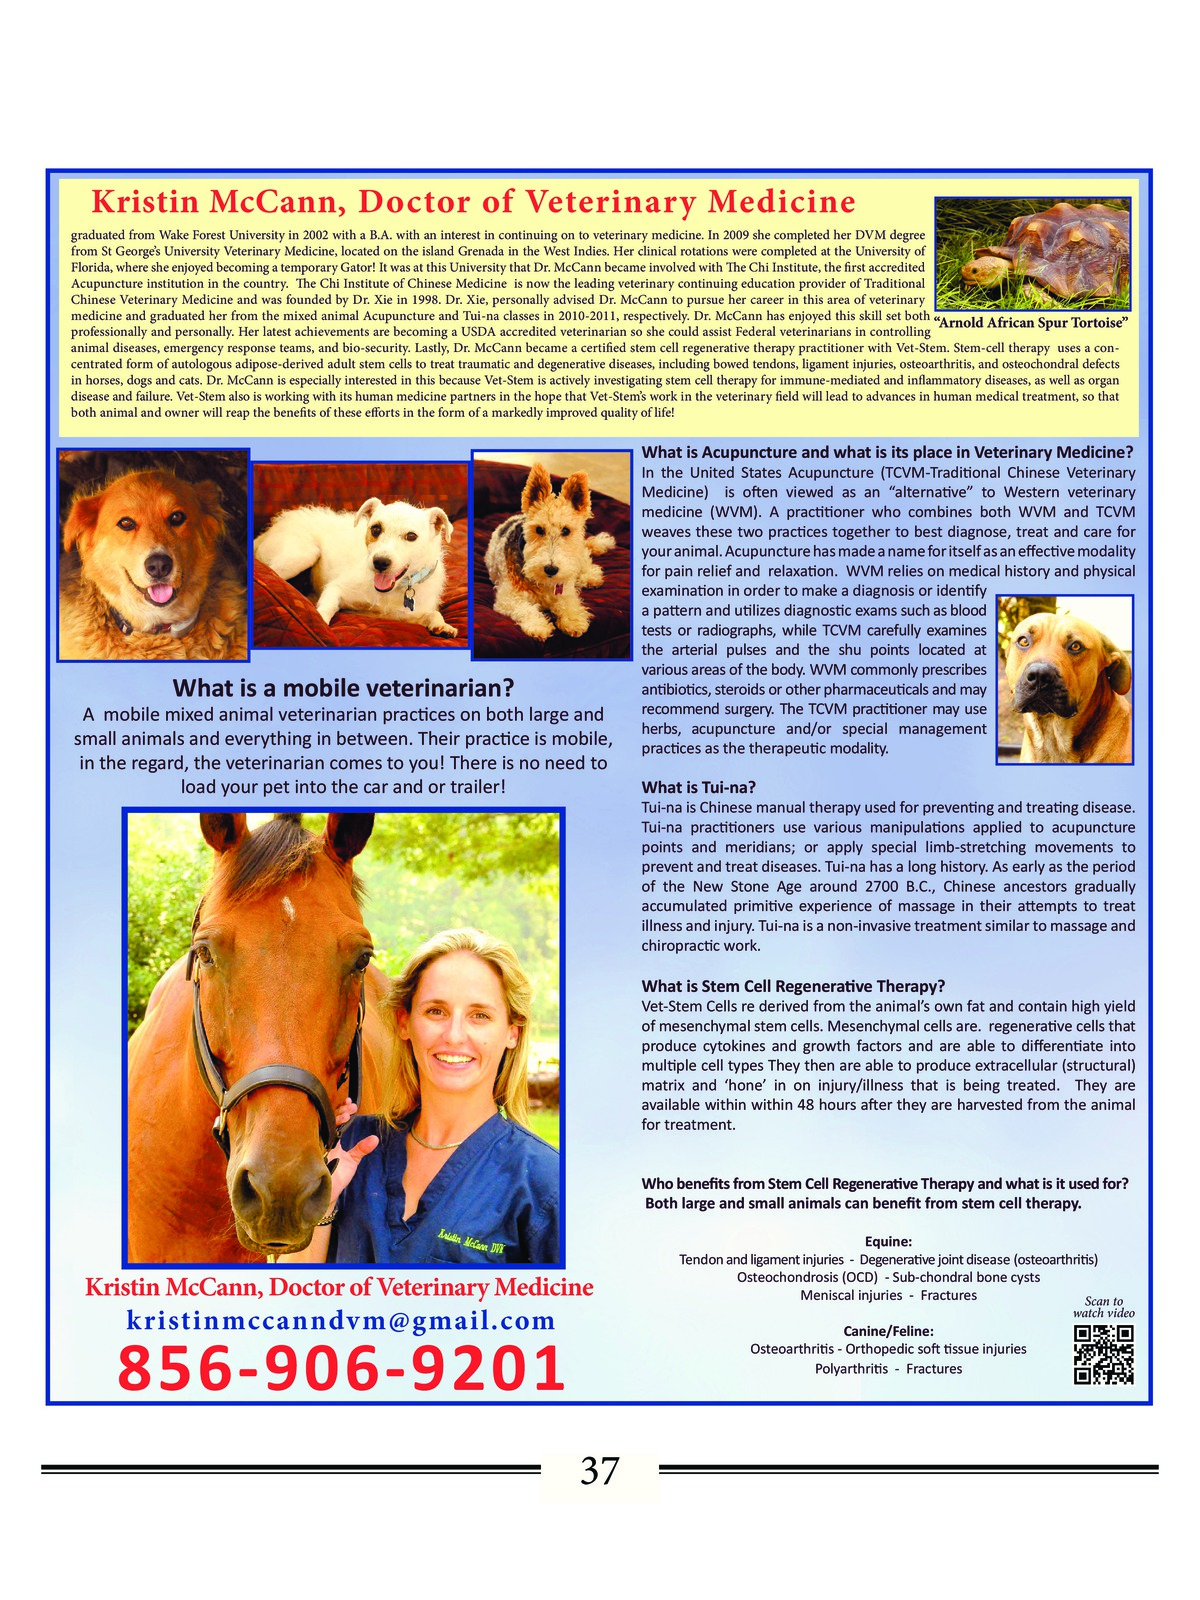 Kristin McCann, Doctor of Veterinary Medicine
graduated from Wake Forest University in 2002 with a B.A. with an interest in continuing on to veterinary medicine. In 2009 she completed her DVM degree
from St George's University Veterinary Medicine, located on the island Grenada in the West Indies. Her clinical rotations were completed at the University of
Florida, where she enjoyed becoming a temporary Gator! It was at this University that Dr. McCann became involved with The Chi Institute, the first accredited
Acupuncture institution in the country.  The Chi Institute of Chinese Medicine  is now the leading veterinary continuing education provider of Traditional
Chinese Veterinary Medicine and was founded by Dr. Xie in 1998. Dr. Xie, personally advised Dr. McCann to pursue her career in this area of veterinary
medicine and graduated her from the mixed animal Acupuncture and Tui-na classes in 2010-2011, respectively. Dr. McCann has enjoyed this skill set both
professionally and personally. Her latest achievements are becoming a USDA accredited veterinarian so she could assist Federal veterinarians in controlling
animal diseases, emergency response teams, and bio-security. Lastly, Dr. McCann became a certified stem cell regenerative therapy practitioner with Vet-Stem. Stem-cell therapy  uses a con-
centrated form of autologous adipose-derived adult stem cells to treat traumatic and degenerative diseases, including bowed tendons, ligament injuries, osteoarthritis, and osteochondral defects
in horses, dogs and cats. Dr. McCann is especially interested in this because Vet-Stem is actively investigating stem cell therapy for immune-mediated and inflammatory diseases, as well as organ
disease and failure. Vet-Stem also is working with its human medicine partners in the hope that Vet-Stem's work in the veterinary field will lead to advances in human medical treatment, so that
both animal and owner will reap the benefits of these efforts in the form of a markedly improved quality of life!
"Arnold African Spur Tortoise"
What is a mobile veterinarian?
A  mobile mixed animal veterinarian practices on both large and
small animals and everything in between. Their practice is mobile,
in the regard, the veterinarian comes to you! There is no need to
load your pet into the car and or trailer!
Kristin McCann DVM
Kristin McCann, Doctor of Veterinary Medicine
kristinmccanndvm@gmail.com
856-906-9201
What is Acupuncture and what is its place in Veterinary Medicine?
In the United States Acupuncture (TCVM-Traditional Chinese Veterinary
Medicine)  is often viewed as an "alternative" to Western veterinary
medicine (WVM). A practitioner who combines both WVM and TCVM
weaves these two practices together to best diagnose, treat and care for
your animal. Acupuncture has made a name for itself as an effective modality
for pain relief and  relaxation.  WVM relies on medical history and physical
examination in order to make a diagnosis or identify
a pattern and utilizes diagnostic exams such as blood
tests or radiographs, while TCVM carefully examines
the arterial pulses and the shu points located at
various areas of the body. WVM commonly prescribes
antibiotics, steroids or other pharmaceuticals and may
recommend surgery. The TCVM practitioner may use
herbs, acupuncture and/or special management
practices as the therapeutic modality.
What is Tui-na?
Tui-na is Chinese manual therapy used for preventing and treating disease.
Tui-na practitioners use various manipulations applied to acupuncture
points and meridians; or apply special limb-stretching movements to
prevent and treat diseases. Tui-na has a long history. As early as the period
of the New Stone Age around 2700 B.C., Chinese ancestors gradually
accumulated primitive experience of massage in their attempts to treat
illness and injury. Tui-na is a non-invasive treatment similar to massage and
chiropractic work.
What is Stem Cell Regenerative Therapy?
Vet-Stem Cells re derived from the animal's own fat and contain high yield
of mesenchymal stem cells. Mesenchymal cells are.  regenerative cells that
produce cytokines and growth factors and are able to differentiate into
multiple cell types They then are able to produce extracellular (structural)
matrix and 'hone' in on injury/illness that is being treated.  They are
available within within 48 hours after they are harvested from the animal
for treatment.
Who benefits from Stem Cell Regenerative Therapy and what is it used for?
Both large and small animals can benefit from stem cell therapy.
Equine:
Tendon and ligament injuries  -  Degenerative joint disease (osteoarthritis)
Osteochondrosis (OCD)  - Sub-chondral bone cysts
Meniscal injuries  -  Fractures
Canine/Feline:
Osteoarthritis - Orthopedic soft tissue injuries
Polyarthritis  -  Fractures
Scan to
watch video
37